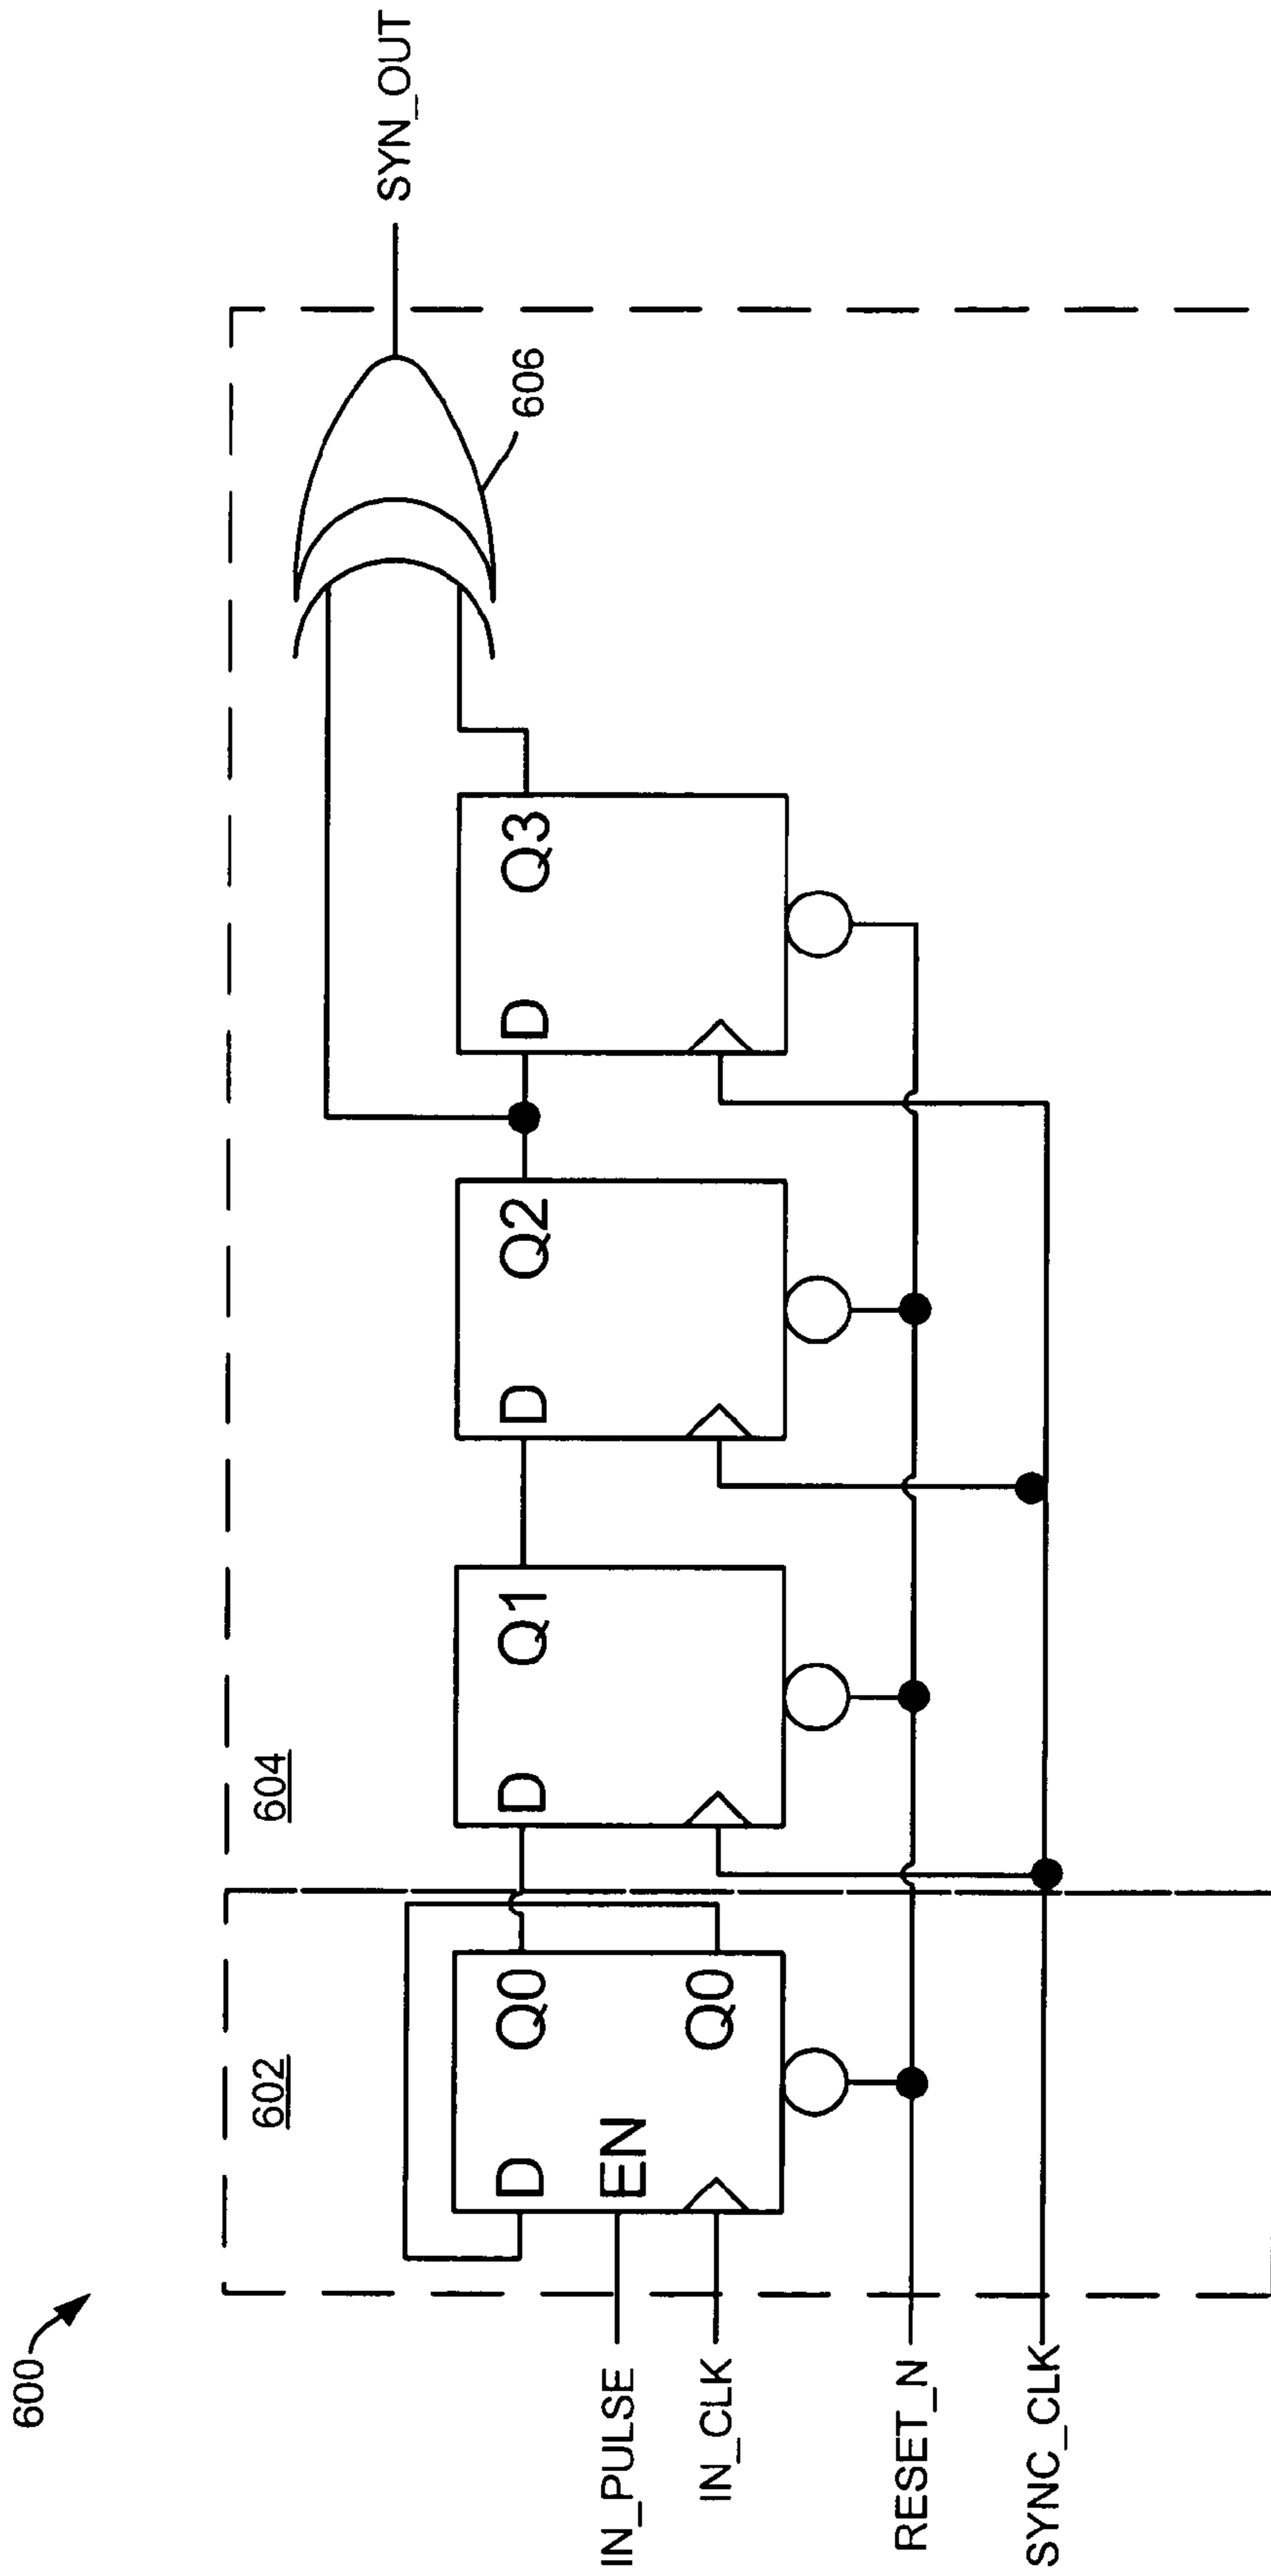 600
602
604
SYN_OUT
606
D
Q0
EN
Q0
D
Q1
D
Q2
D
Q3
IN_PULSE
IN_CLK
RESET_N
SYNC_CLK